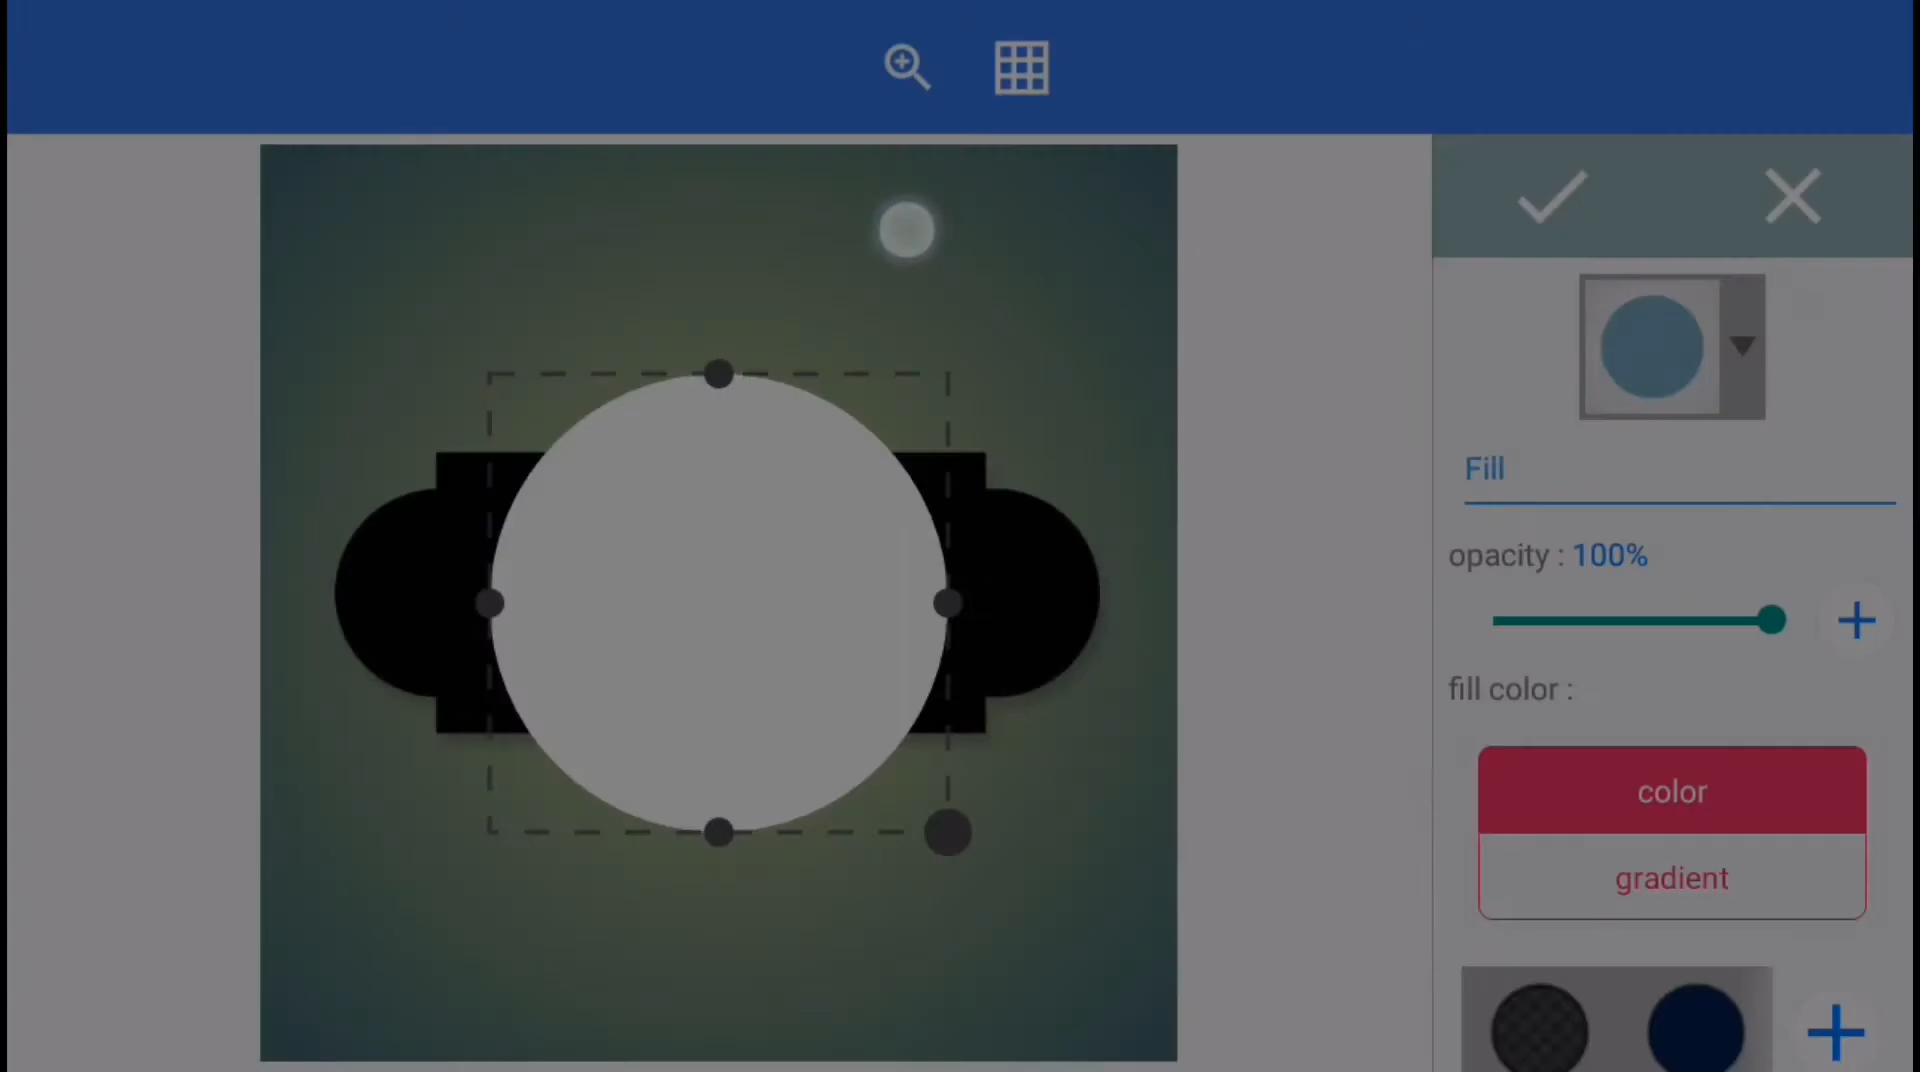 Fill
opacity : 100%
fill color :
color
gradient